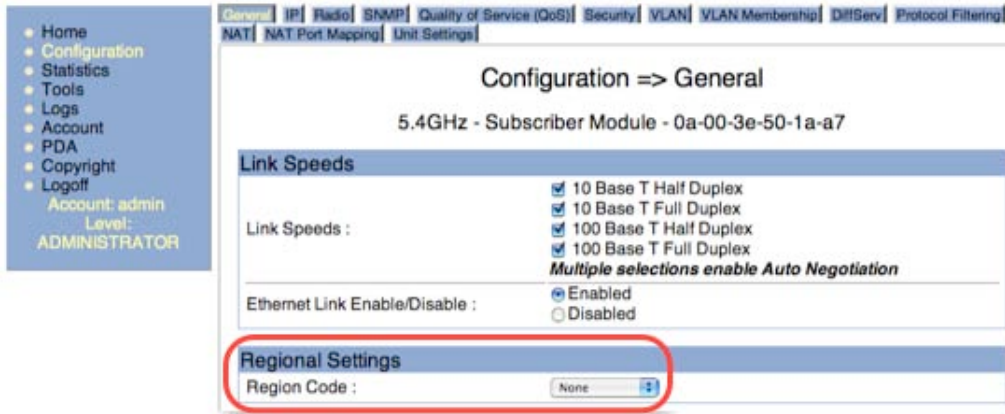 Home
Configuration
Statistics
Tools
Logs
Account
PDA
Copyright
Logoff
Account: admin
Level:
ADMINISTRATOR
General IP Radio SNMP Quality of Service (QoS) Security VLAN VLAN Membership DiffServ Protocol Filtering
NAT NAT Port Mapping Unit Settings
Configuration => General
5.4GHz - Subscriber Module - 0a-00-3e-50-1a-a7
Link Speeds
Link Speeds :
10 Base T Half Duplex
10 Base T Full Duplex
100 Base T Half Duplex
100 Base T Full Duplex
Multiple selections enable Auto Negotiation
Ethernet Link Enable/Disable :
Enabled
Disabled
Regional Settings
Region Code :
None